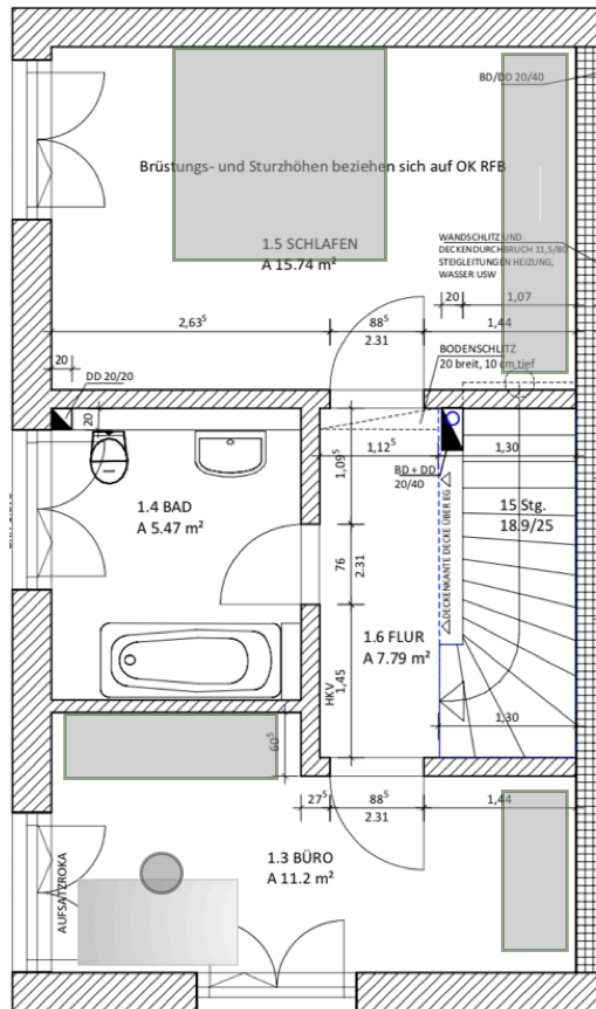 BD/DD 20/40
Brüstungs- und Sturzhöhen beziehen sich auf OK RFB
1.5 SCHLAFEN
A 15.74 m²
WANDSCHLITZ UND
DECKENDURCHBRUCH 11,5/80
STEIGLEITUNGEN HEIZUNG,
WASSER USW
20
1,07
2,63⁵
88⁵
2.31
1,44
BODENSCHLITZ
20 breit, 10 cm tief
20
DD 20/20
20
1,09⁵
1,12⁵
1,30
BD + DD
20/40
1.4 BAD
A 5.47 m²
15 Stg.
18.9/25
DECKENKANTE DECKE ÜBER EG
76
2.31
1.6 FLUR
A 7.79 m²
HKV
1,45
1,30
60⁵
27⁵
88⁵
2.31
1,44
1.3 BÜRO
A 11.2 m²
AUFSATZROKA